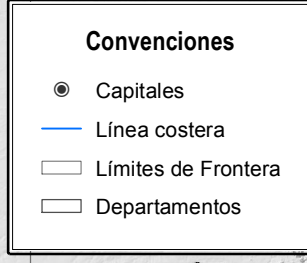 Convenciones
Capitales
Línea costera
Límites de Frontera
Departamentos